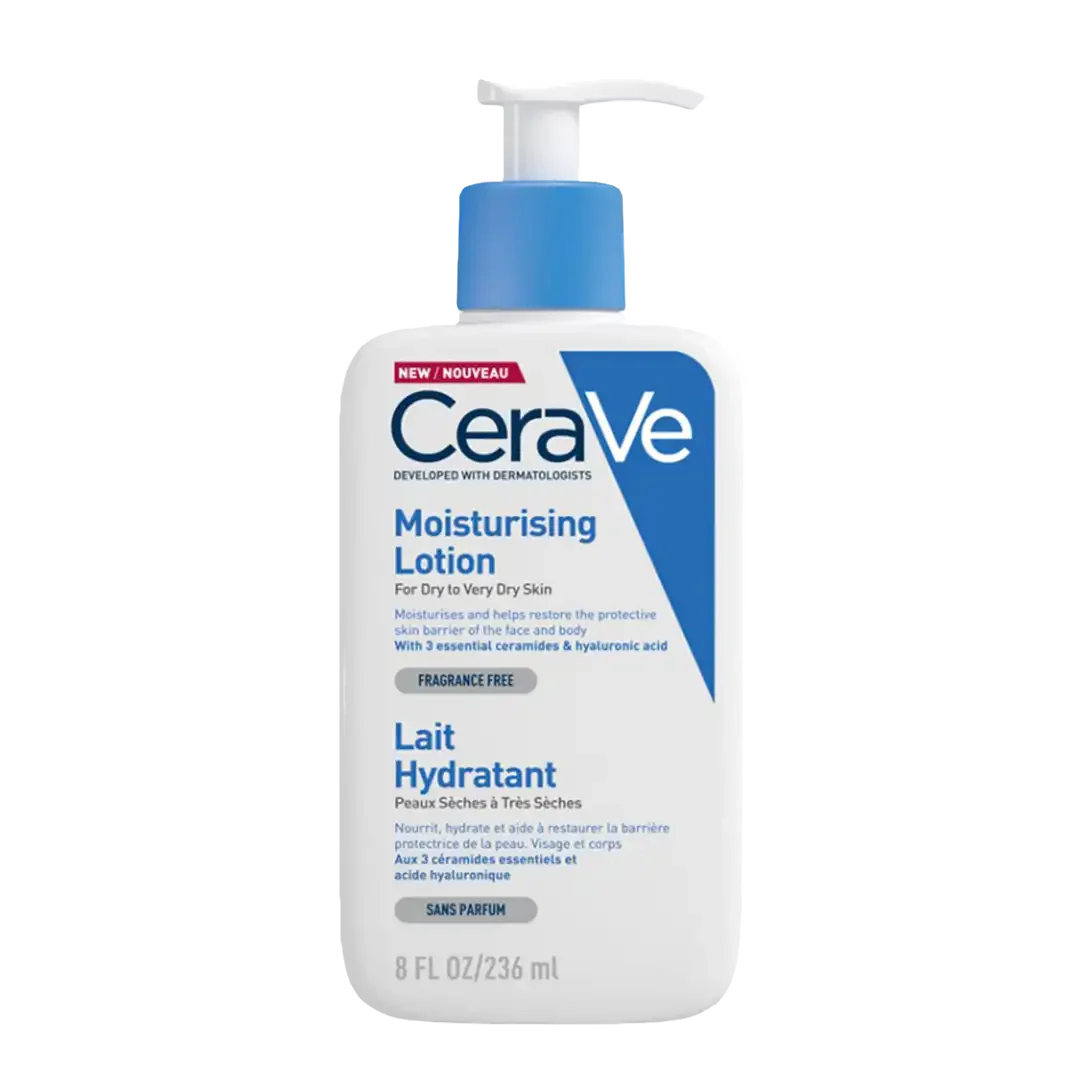 NEW / NOUVEAU
CeraVe
DEVELOPED WITH DERMATOLOGISTS
Moisturising
Lotion
For Dry to Very Dry Skin
Moisturises and helps restore the protective
skin barrier of the face and body
With 3 essential ceramides & hyaluronic acid
FRAGRANCE FREE
Lait
Hydratant
Peaux Sèches à Très Sèches
Nourrit, hydrate et aide à restaurer la barrière
protectrice de la peau. Visage et corps
Aux 3 céramides essentiels et
acide hyaluronique
SANS PARFUM
8 FL OZ/236 ml